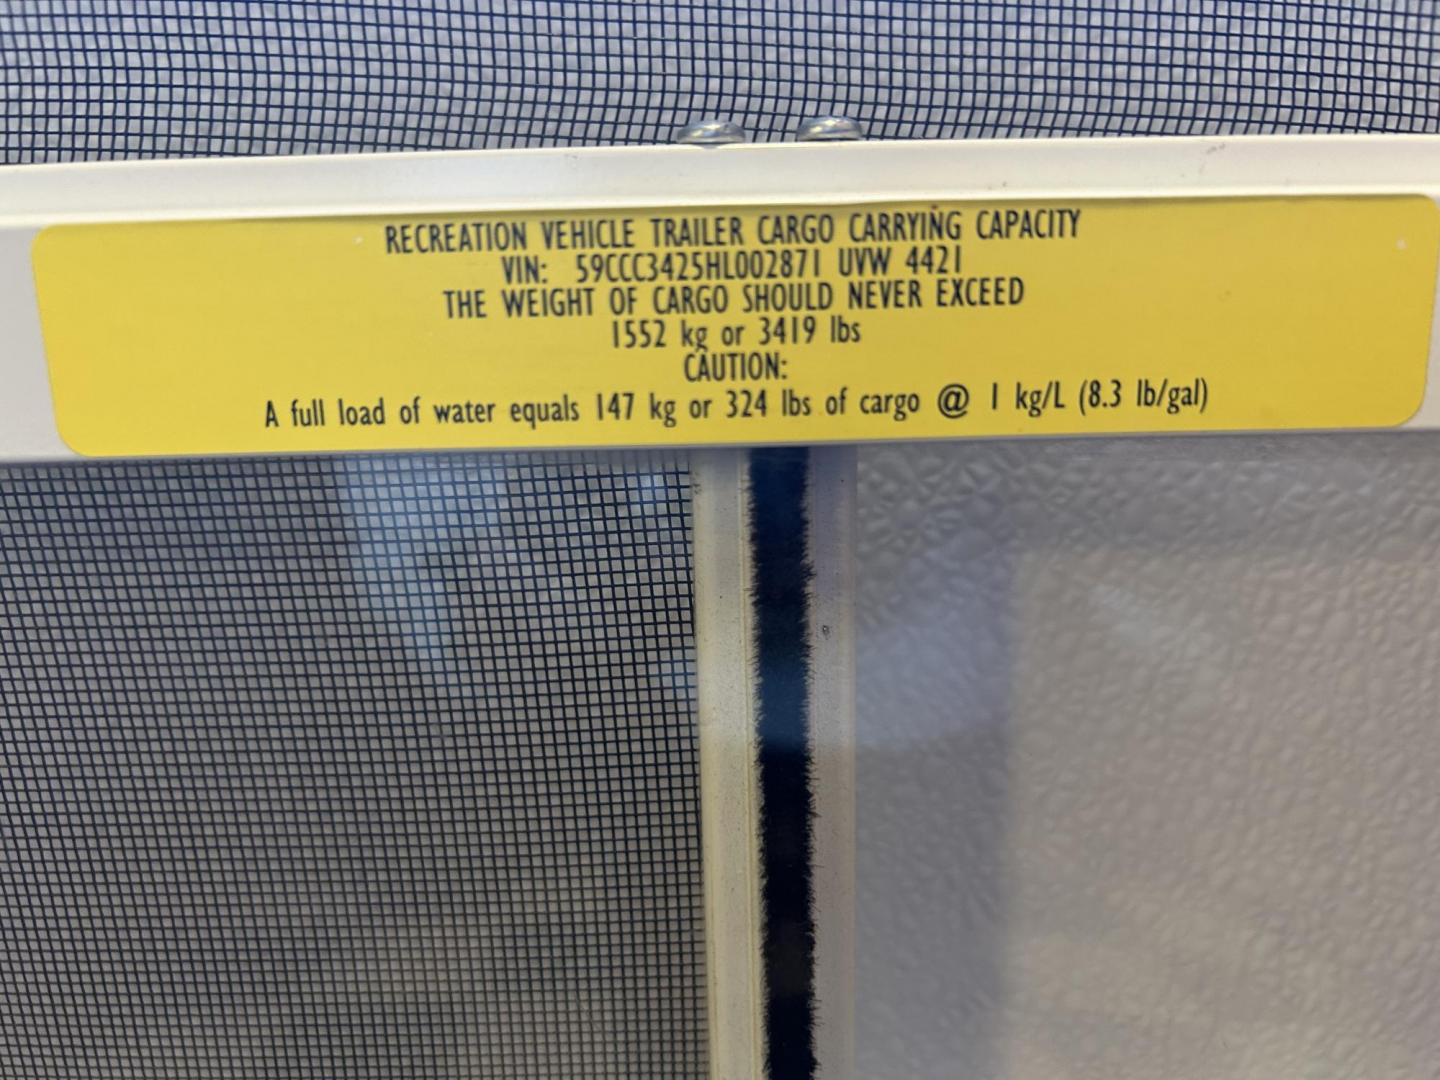 RECREATION VEHICLE TRAILER CARGO CARRYING CAPACITY
VIN: 59CCC3425HL002871 UVW 4421
THE WEIGHT OF CARGO SHOULD NEVER EXCEED
1552 kg or 3419 lbs
CAUTION:
A full load of water equals 147 kg or 324 lbs of cargo @ 1 kg/L (8.3 lb/gal)